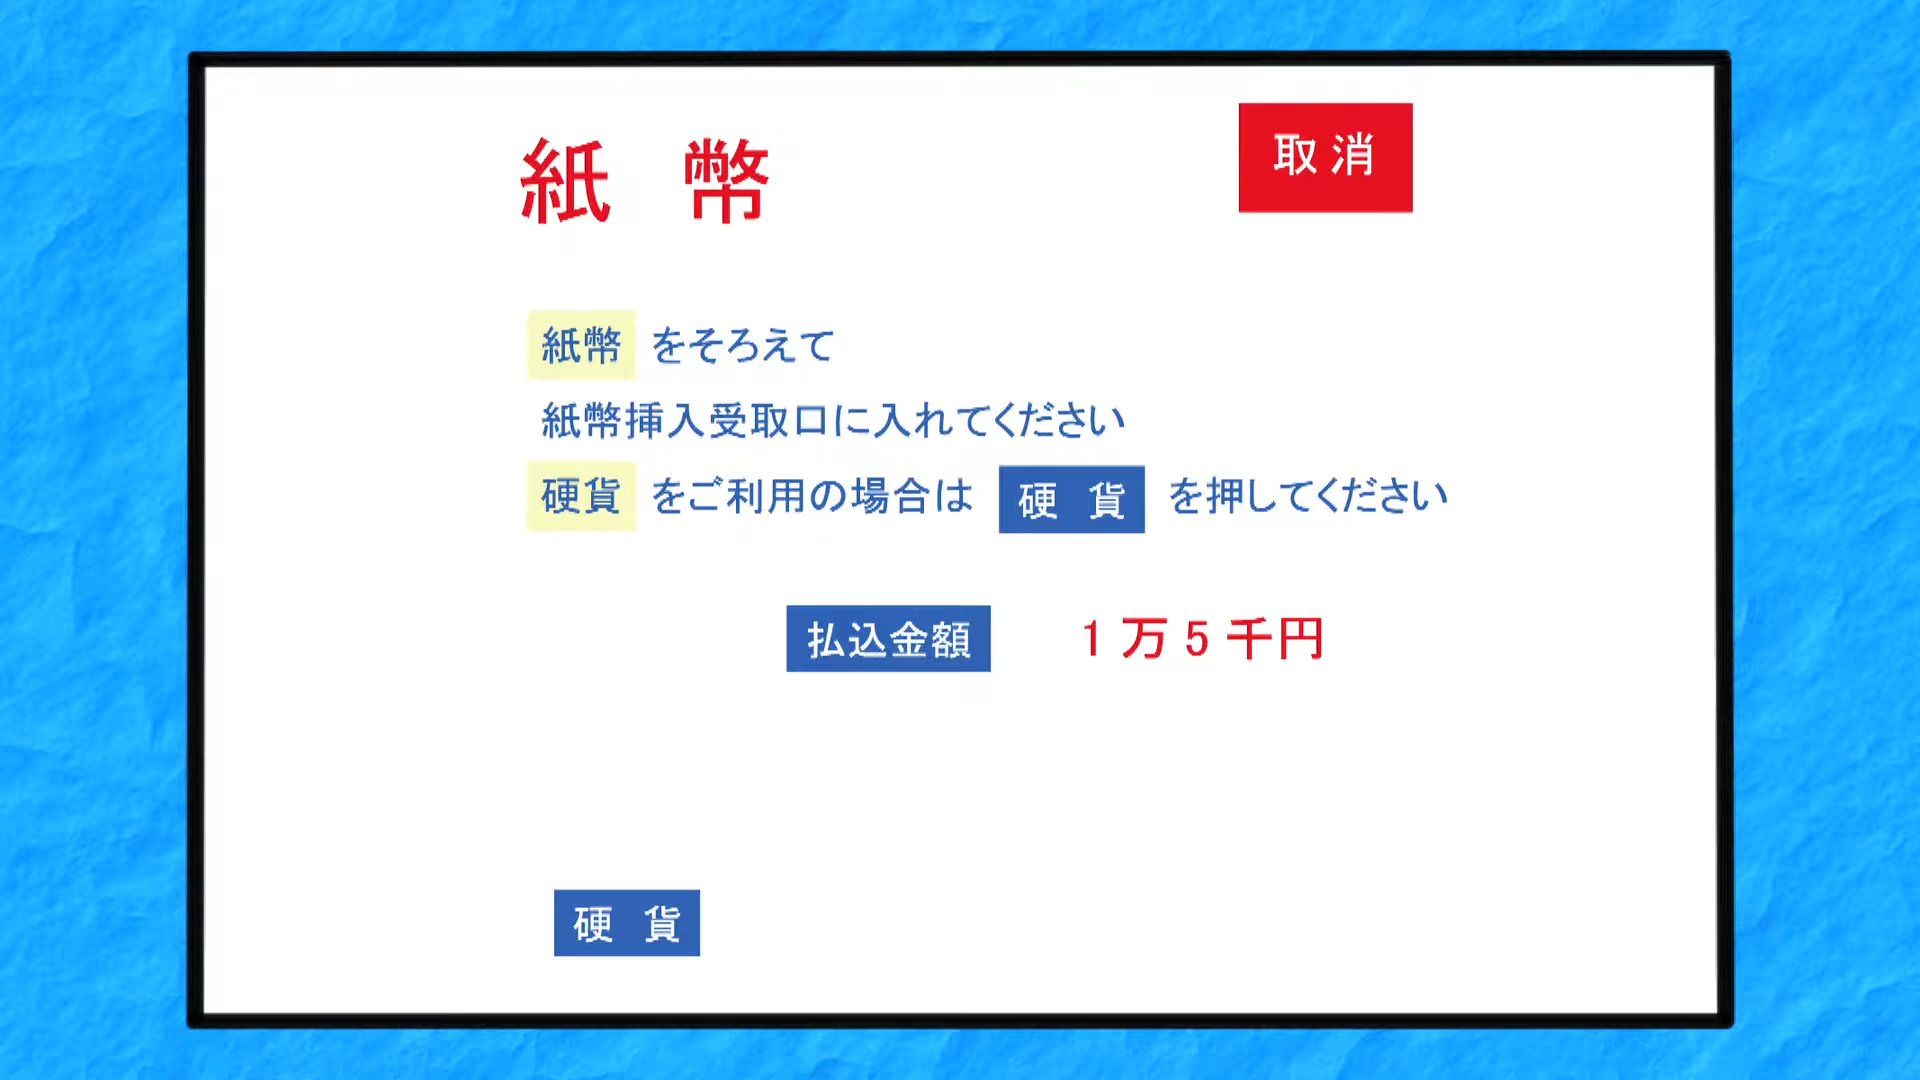 紙 幣
取消
紙幣 をそろえて
紙幣挿入受取口に入れてください
硬貨 をご利用の場合は 硬 貨 を押してください
払込金額 1万5千円
硬 貨